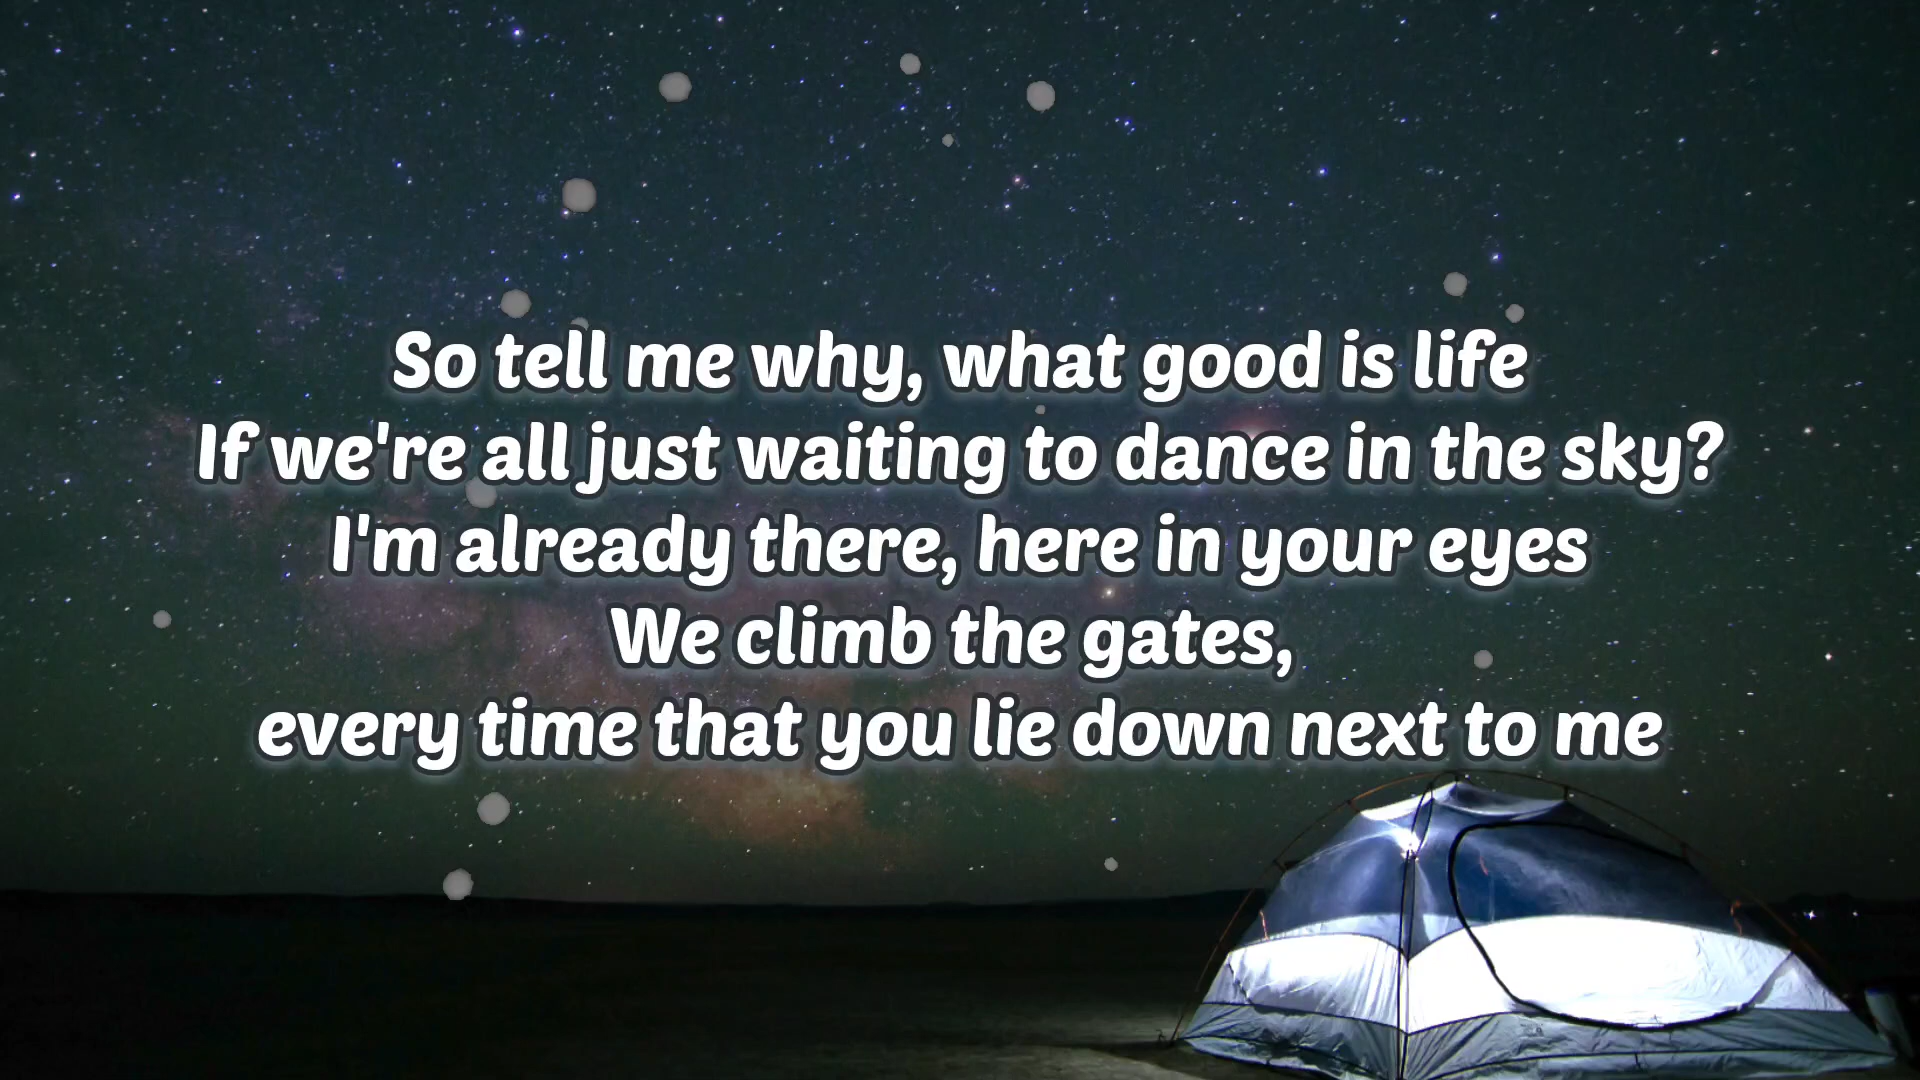 So tell me why, what good is life
If we're all just waiting to dance in the sky?
I'm already there, here in your eyes
We climb the gates,
every time that you lie down next to me